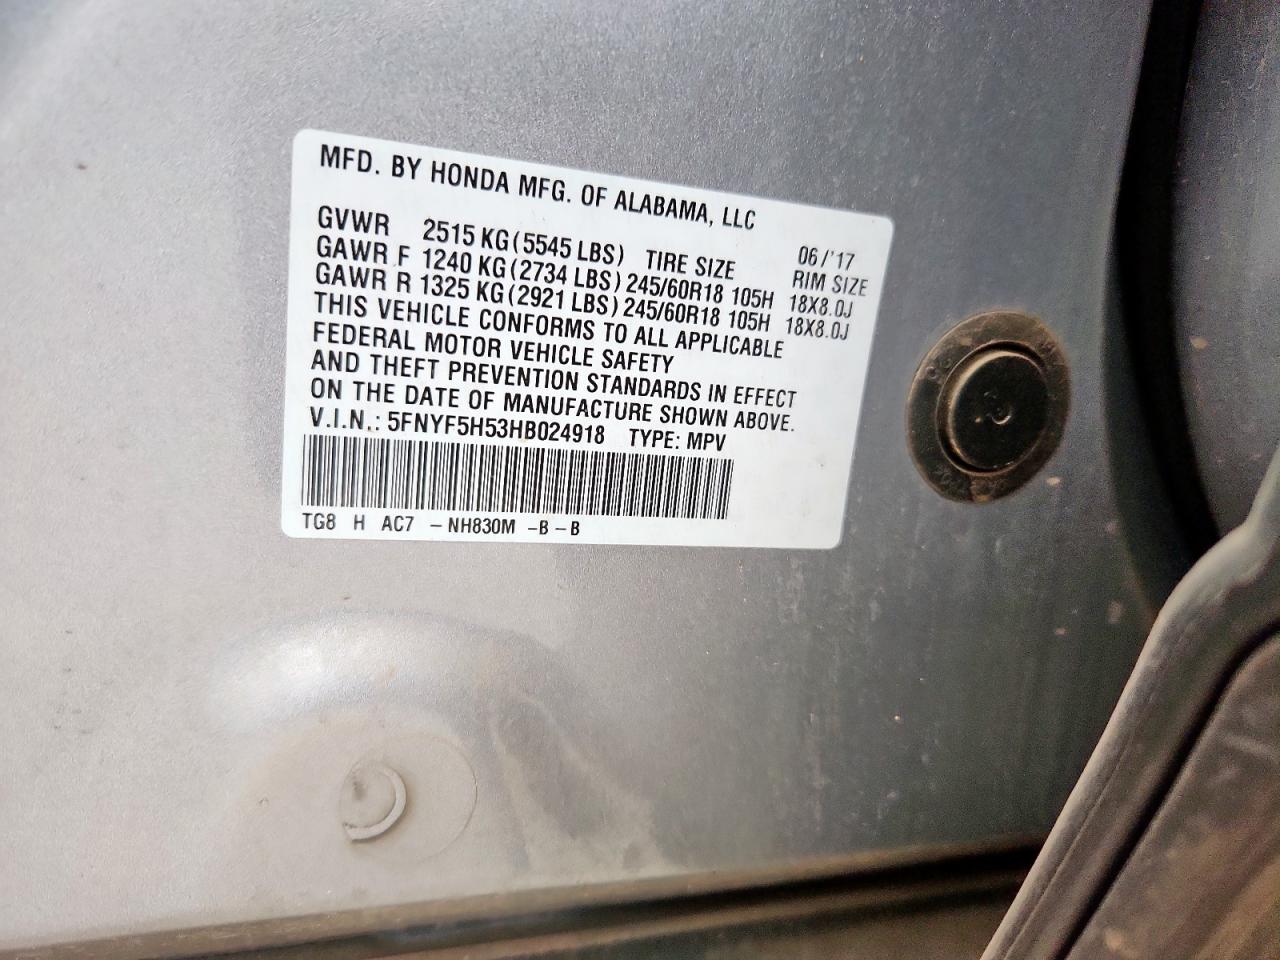 MFD. BY HONDA MFG. OF ALABAMA, LLC
06/'17
GVWR 2515 KG (5545 LBS) TIRE SIZE RIM SIZE
GAWR F 1240 KG (2734 LBS) 245/60R18 105H 18X8.0J
GAWR R 1325 KG (2921 LBS) 245/60R18 105H 18X8.0J
THIS VEHICLE CONFORMS TO ALL APPLICABLE
FEDERAL MOTOR VEHICLE SAFETY
AND THEFT PREVENTION STANDARDS IN EFFECT
ON THE DATE OF MANUFACTURE SHOWN ABOVE.
V.I.N.: 5FNYF5H53HB024918 TYPE: MPV
TG8 H AC7 -NH830M -B-B